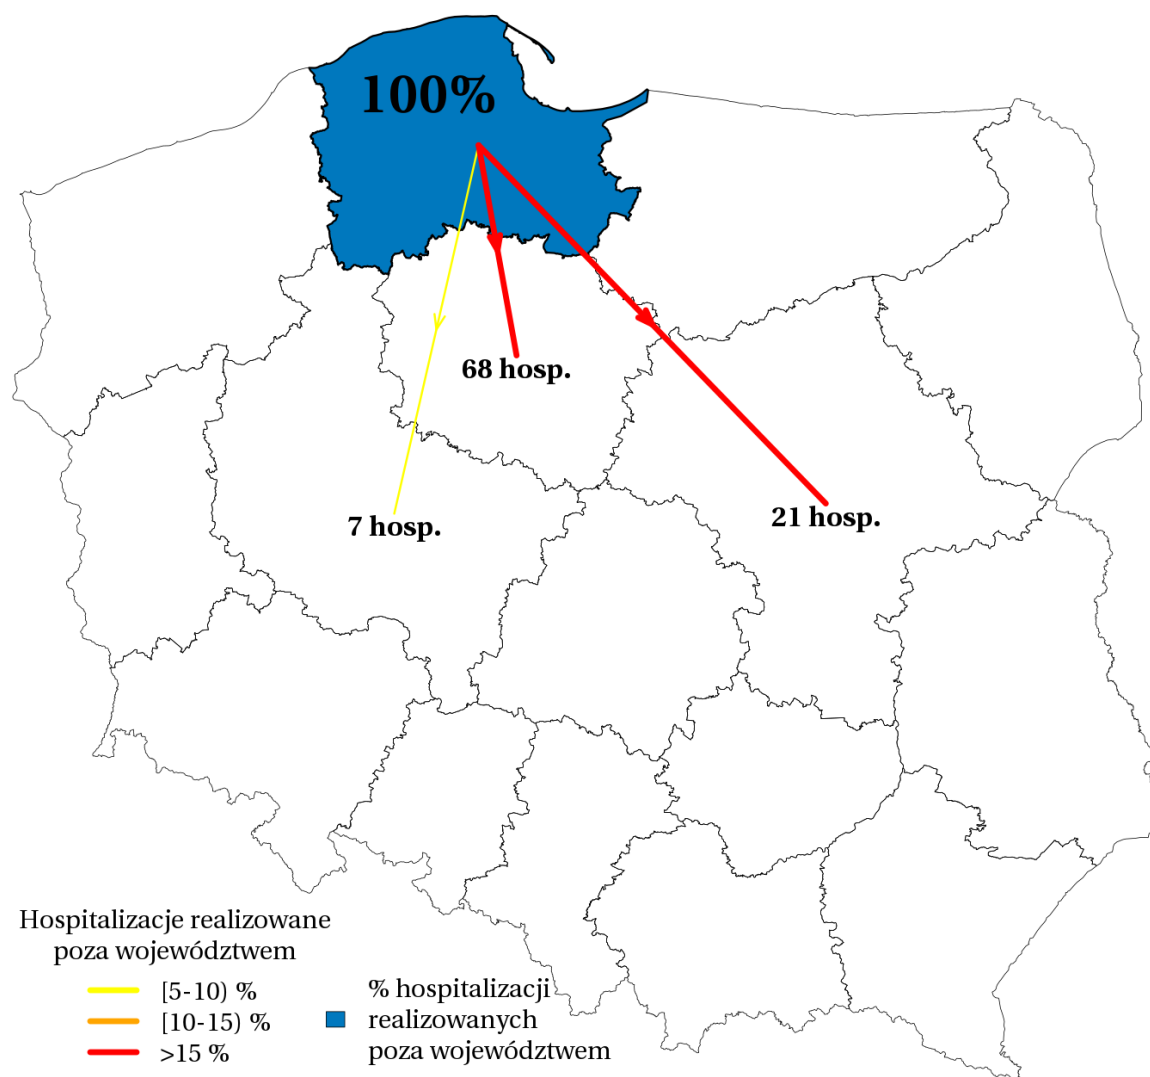 100%
68 hosp.
7 hosp.
21 hosp.
Hospitalizacje realizowane
poza województwem
[5-10) %
[10-15) %
>15 %
% hospitalizacji
realizowanych
poza województwem